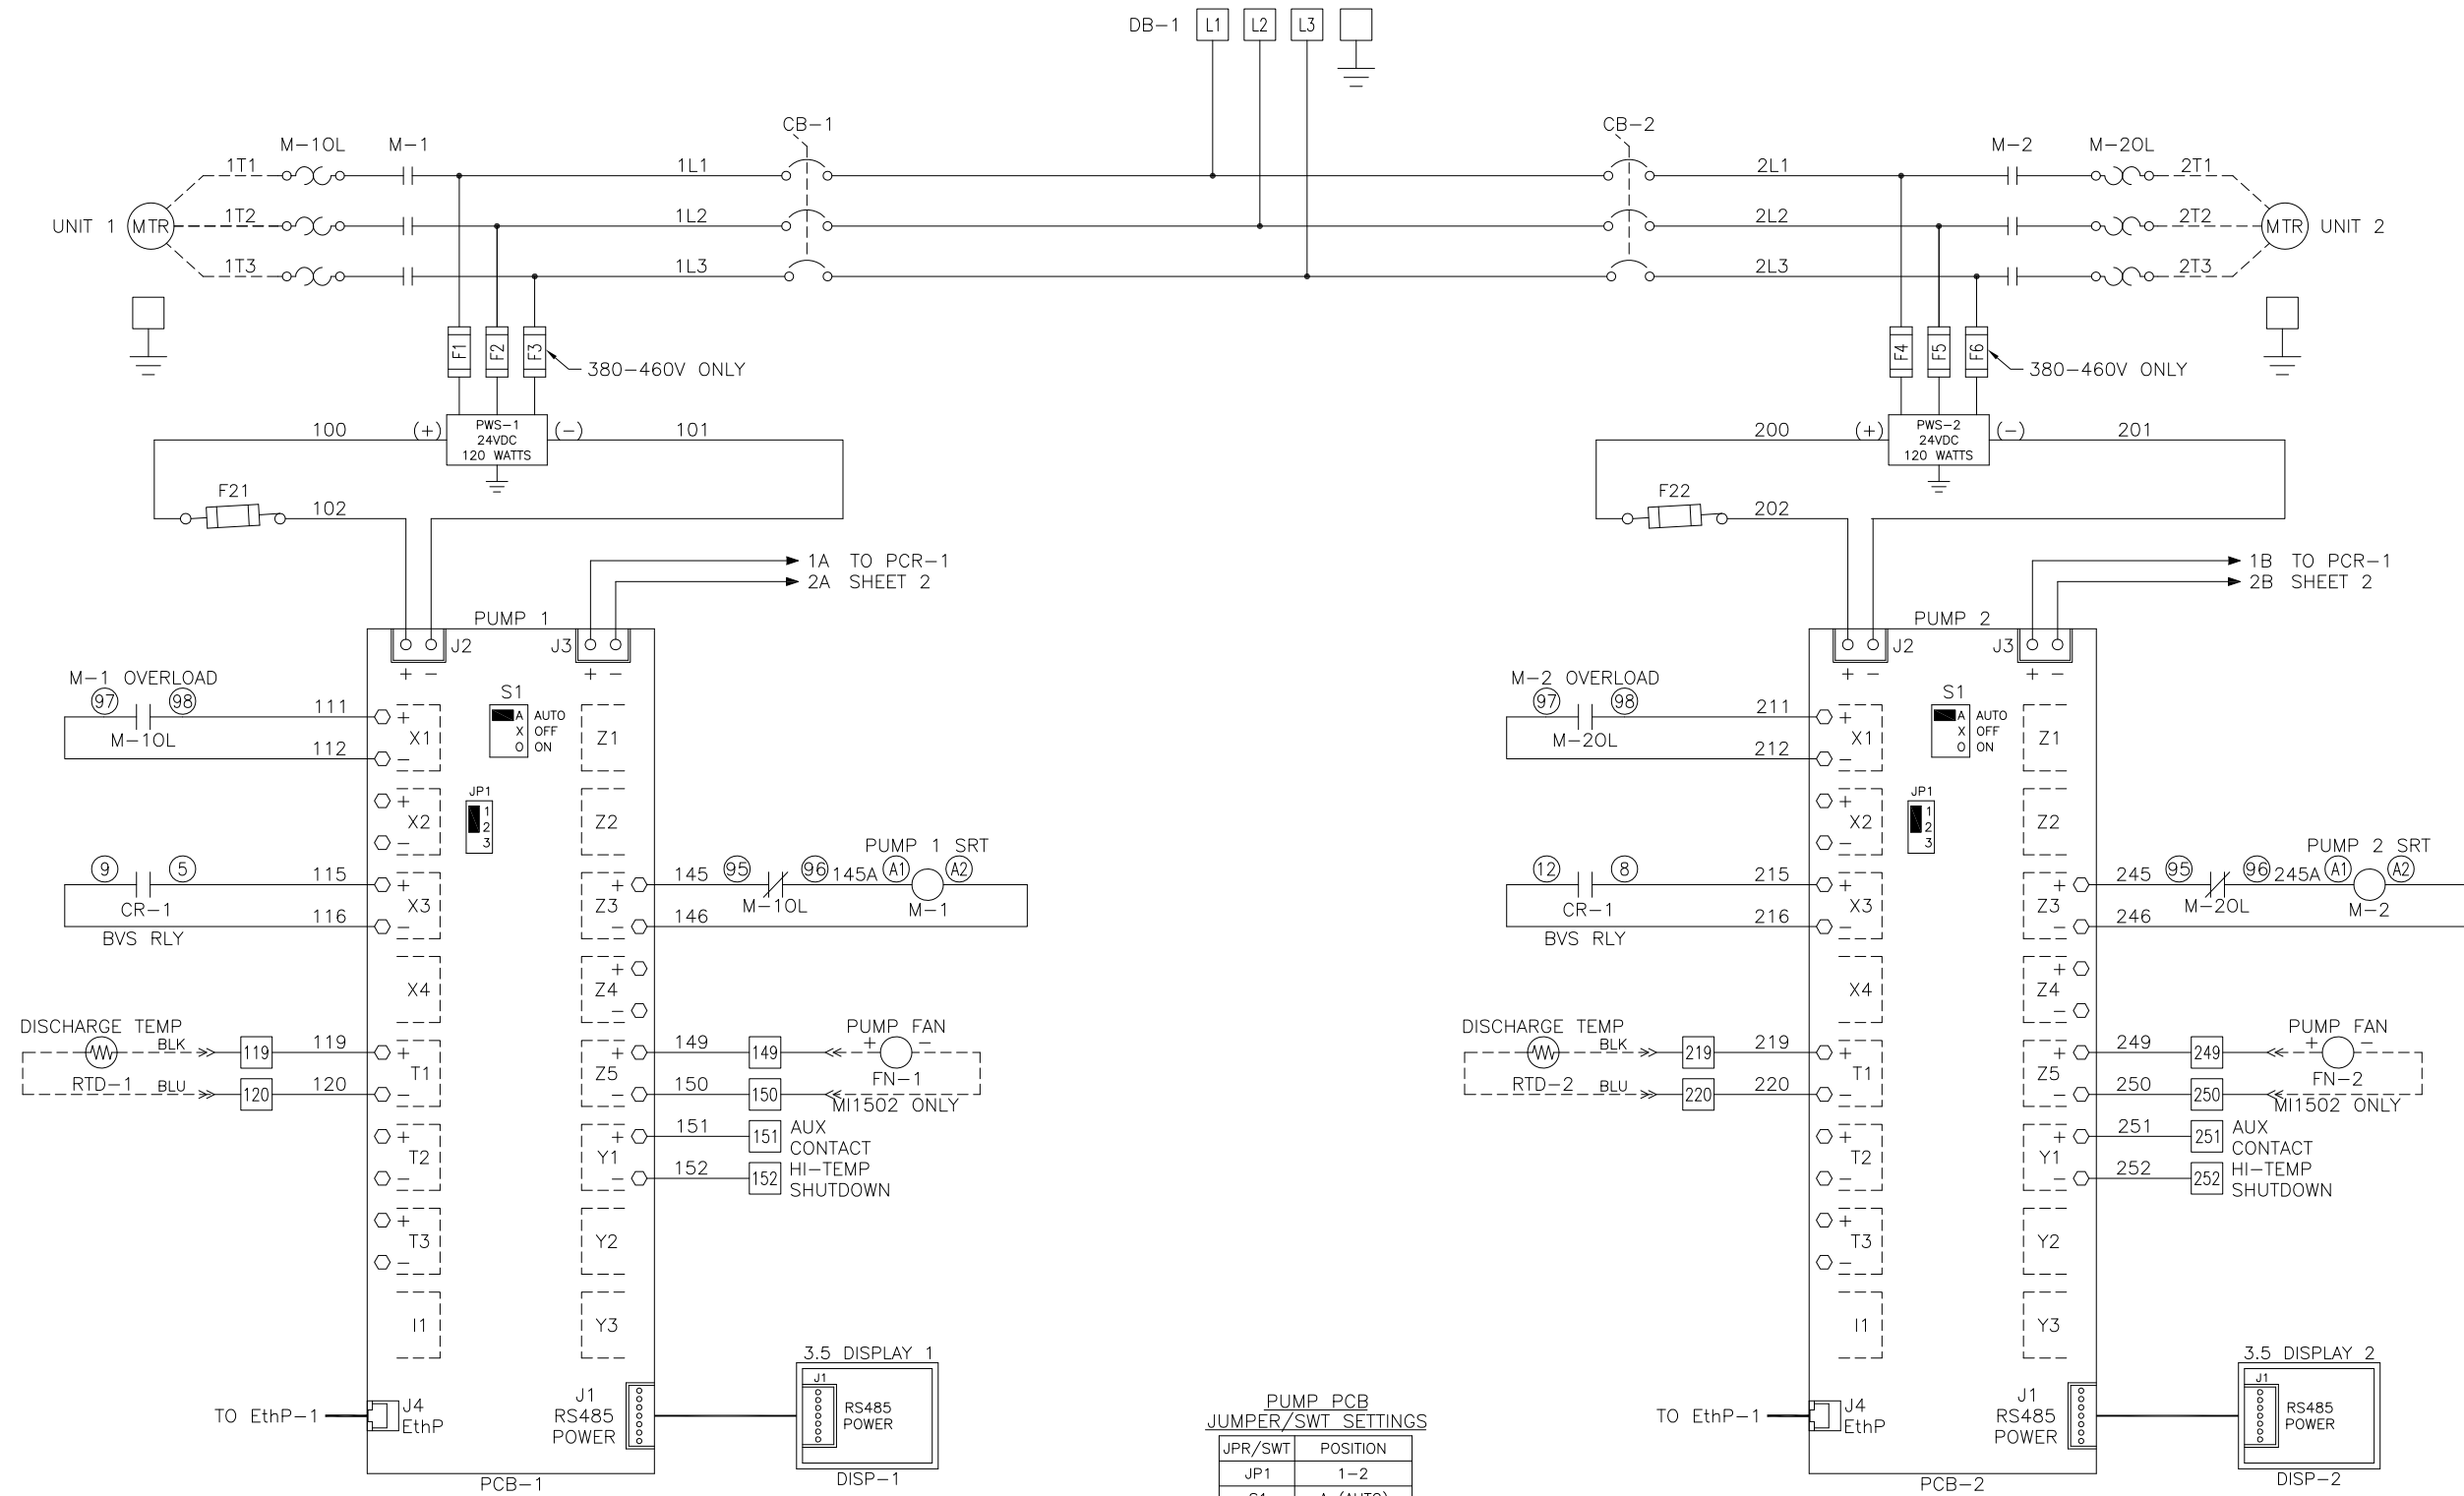 DB-1 L1 L2 L3
CB-1 CB-2
M-1OL M-1 M-2 M-2OL
1T1 1L1 2L1 2T1
UNIT 1 MTR 1T2 1L2 2L2 2T2 MTR UNIT 2
1T3 1L3 2L3 2T3
F1 F2 F3 380-460V ONLY
F4 F5 F6 380-460V ONLY
100 (+) PWS-1 (-) 101
24VDC
120 WATTS
200 (+) PWS-2 (-) 201
24VDC
120 WATTS
F21 102
F22 202
1A TO PCR-1
2A SHEET 2
1B TO PCR-1
2B SHEET 2
PUMP 1
J2 J3
+ - + -
M-1 OVERLOAD
97 98 111 +
M-1OL X1
112 -
S1
A AUTO
X OFF
O ON
Z1
JP1
1
2
3
+
X2
-
Z2
9 5 115 +
CR-1 X3
116 -
BVS RLY
PUMP 1 SRT
+ 145 95 96 145A A1 A2
Z3 M-1OL M-1
- 146
X4
+
Z4
-
DISCHARGE TEMP
BLK 119 119 +
RTD-1 T1
BLU 120 120 -
PUMP FAN
+ 149 149 + -
Z5 FN-1
- 150 150 MI1502 ONLY
+
T2
-
+ 151 151 AUX
CONTACT
Y1
- 152 152 HI-TEMP
SHUTDOWN
+
T3
-
Y2
I1 Y3
TO EthP-1 J4
EthP
J1
RS485
POWER
3.5 DISPLAY 1
J1
RS485
POWER
DISP-1
PCB-1
PUMP PCB
JUMPER/SWT SETTINGS
JPR/SWT POSITION
JP1 1-2
S1 A (AUTO)
PUMP 2
J2 J3
+ - + -
M-2 OVERLOAD
97 98 211 +
M-2OL X1
212 -
S1
A AUTO
X OFF
O ON
Z1
JP1
1
2
3
+
X2
-
Z2
12 8 215 +
CR-1 X3
216 -
BVS RLY
PUMP 2 SRT
+ 245 95 96 245A A1 A2
Z3 M-2OL M-2
- 246
X4
+
Z4
-
DISCHARGE TEMP
BLK 219 219 +
RTD-2 T1
BLU 220 220 -
PUMP FAN
+ 249 249 + -
Z5 FN-2
- 250 250 MI1502 ONLY
+
T2
-
+ 251 251 AUX
CONTACT
Y1
- 252 252 HI-TEMP
SHUTDOWN
+
T3
-
Y2
I1 Y3
TO EthP-1 J4
EthP
J1
RS485
POWER
3.5 DISPLAY 2
J1
RS485
POWER
DISP-2
PCB-2